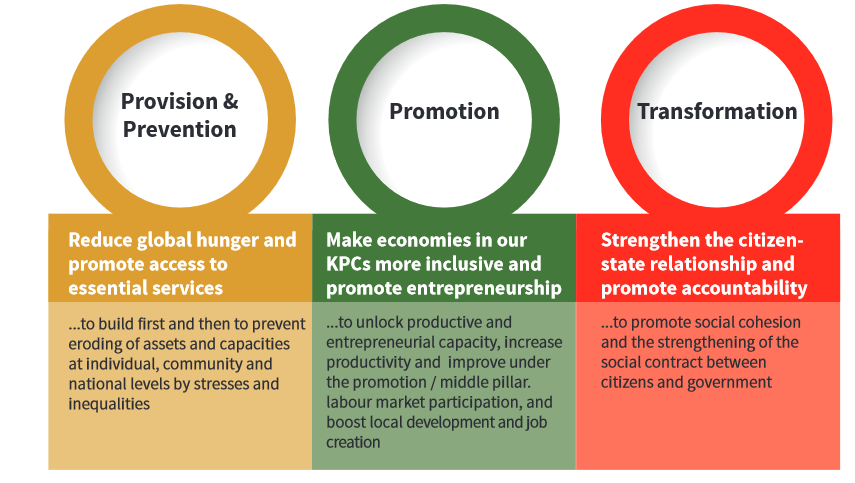 Provision &
Prevention
Promotion
Transformation
Reduce global hunger and
promote access to
essential services
Make economies in our
KPCs more inclusive and
promote entrepreneurship
Strengthen the citizen-
state relationship and
promote accountability
...to build first and then to prevent
eroding of assets and capacities
at individual, community and
national levels by stresses and
inequalities
...to unlock productive and
entrepreneurial capacity, increase
productivity and improve under
the promotion / middle pillar.
labour market participation, and
boost local development and job
creation
...to promote social cohesion
and the strengthening of the
social contract between
citizens and government